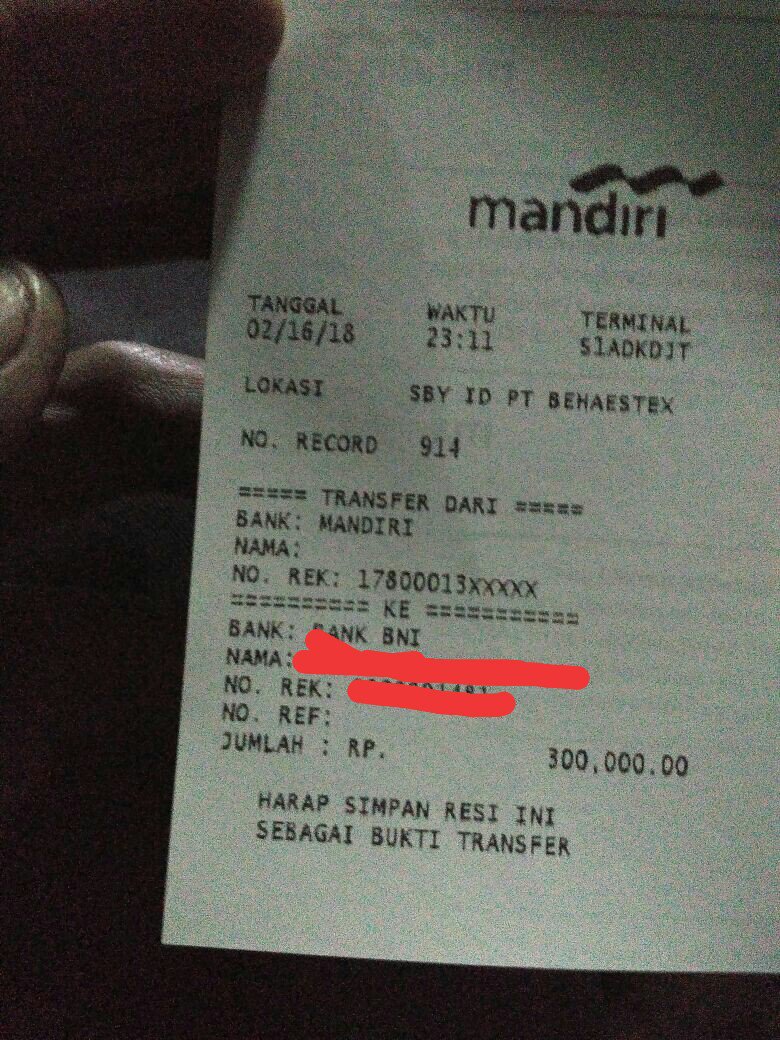 mandırı
TANGGAL WAKTU TERMINAL
02/16/18 23:11 S1ADKDJT
LOKASI SBY ID PT BEHAESTEX
NO. RECORD 914
===== TRANSFER DARI =====
BANK: MANDIRI
NAMA:
NO. REK: 17800013XXXXX
========== KE ===========
BANK: BANK BNI
NAMA:
NO. REK:
NO. REF:
JUMLAH : RP. 300,000.00
HARAP SIMPAN RESI INI
SEBAGAI BUKTI TRANSFER